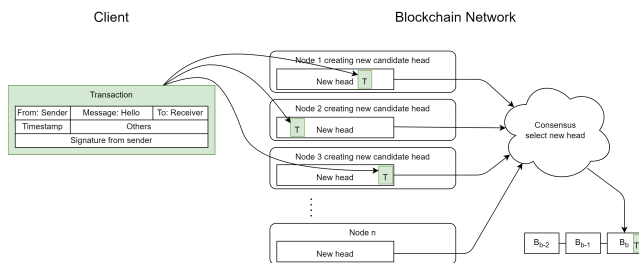 Client
Blockchain Network
Transaction
From: Sender
Message: Hello
To: Receiver
Timestamp
Others
Signature from sender
Node 1 creating new candidate head
New head
T
Node 2 creating new candidate head
T
New head
Node 3 creating new candidate head
New head
T
Node n
New head
Consensus
select new head
Bb-2
Bb-1
Bb
T